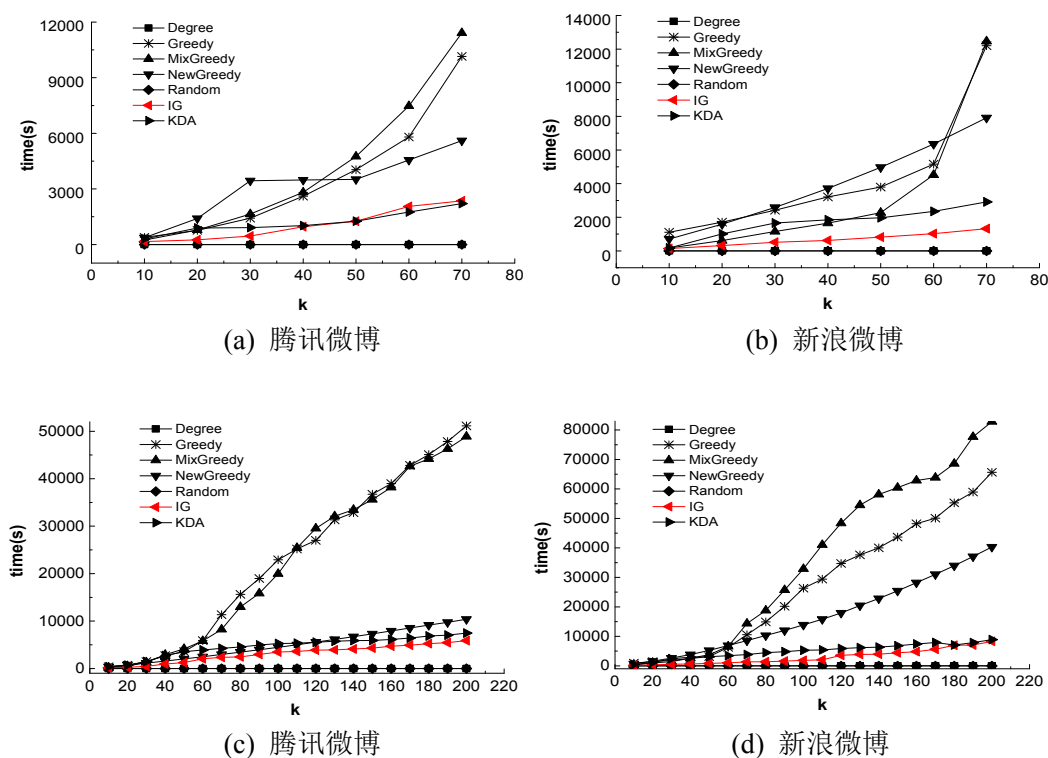 Degree
Greedy
MixGreedy
NewGreedy
Random
IG
KDA
12000
9000
6000
3000
0
time(s)
0 10 20 30 40 50 60 70 80
k
(a) 腾讯微博
Degree
Greedy
MixGreedy
NewGreedy
Random
IG
KDA
14000
12000
10000
8000
6000
4000
2000
0
time(s)
0 10 20 30 40 50 60 70 80
k
(b) 新浪微博
Degree
Greedy
MixGreedy
NewGreedy
Random
IG
KDA
50000
40000
30000
20000
10000
0
time(s)
0 20 40 60 80 100 120 140 160 180 200 220
k
(c) 腾讯微博
Degree
Greedy
MixGreedy
NewGreedy
Random
IG
KDA
80000
70000
60000
50000
40000
30000
20000
10000
0
time(s)
0 20 40 60 80 100 120 140 160 180 200 220
k
(d) 新浪微博